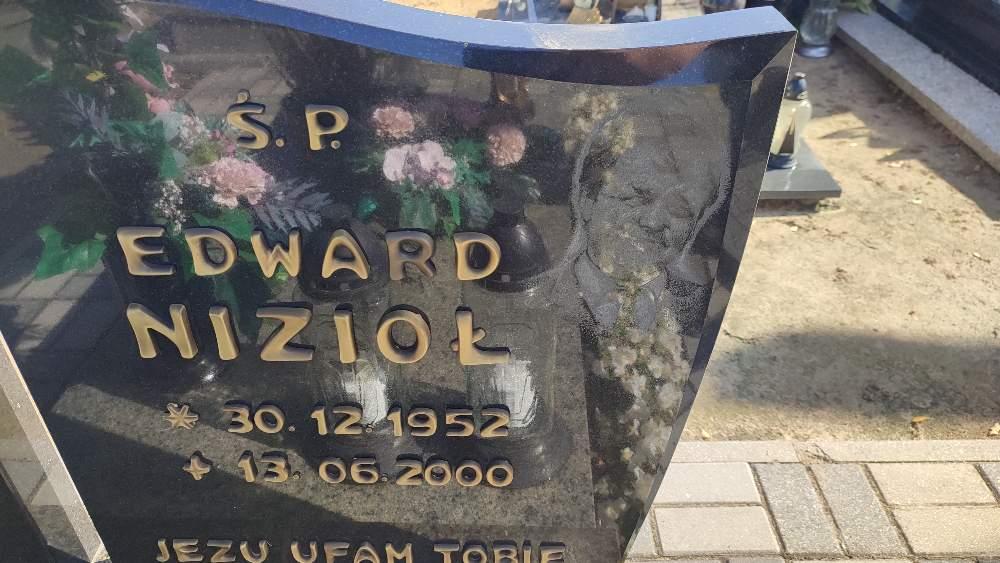 Ś. P.
EDWARD
NIZIOŁ
* 30. 12. 1952
+ 13. 06. 2000
JEZU UFAM TOBIE